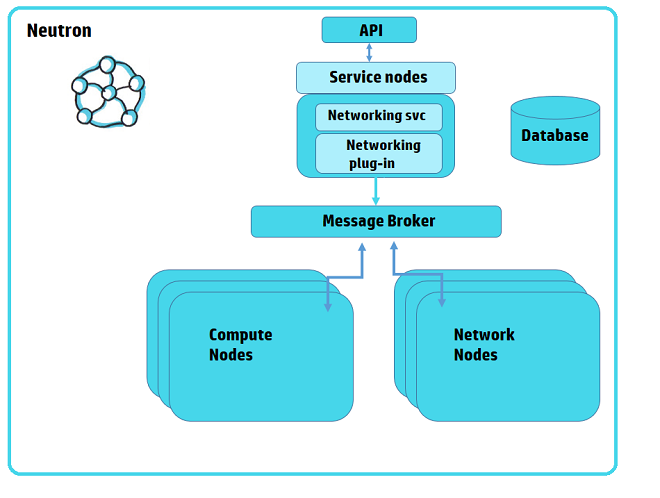 Neutron
API
Service nodes
Networking svc
Networking
plug-in
Database
Message Broker
Compute
Nodes
Network
Nodes